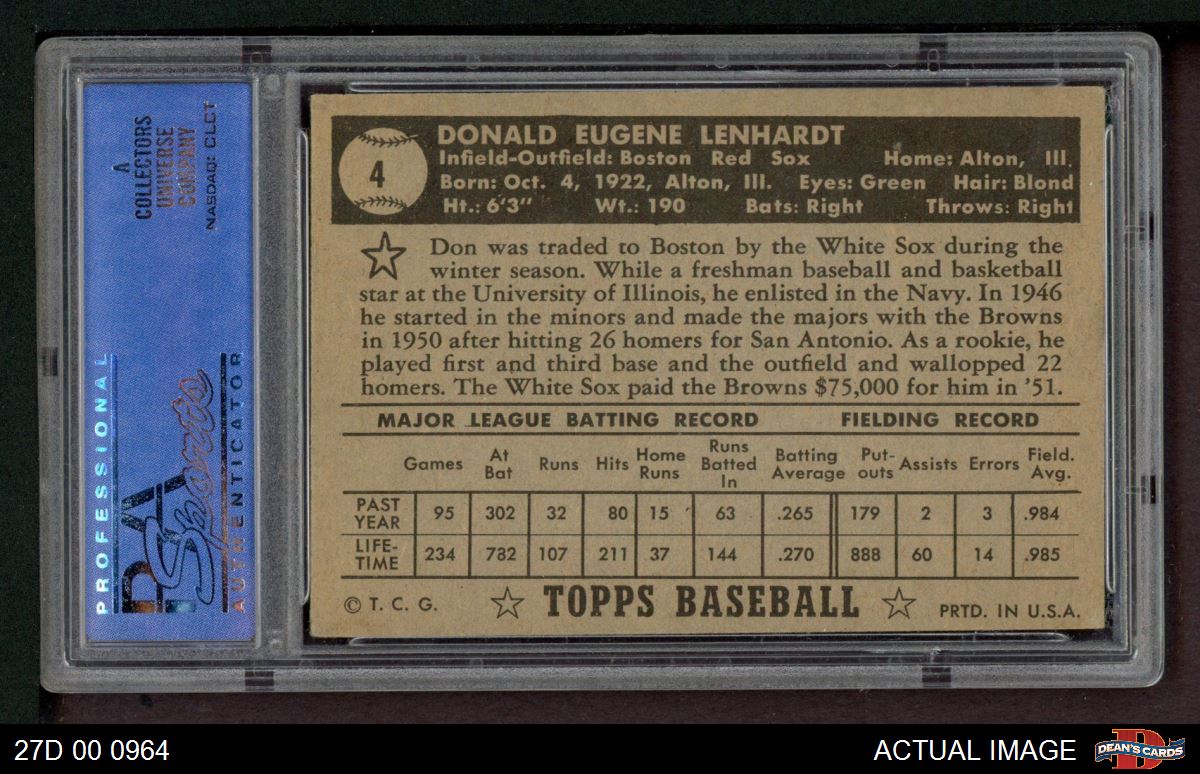 A
COLLECTORS
UNIVERSE
COMPANY
NASDAQ: CLCT
PROFESSIONAL
PSA
Sports
AUTHENTICATOR
4
DONALD EUGENE LENHARDT
Infield-Outfield: Boston Red Sox Home: Alton, Ill.
Born: Oct. 4, 1922, Alton, Ill. Eyes: Green Hair: Blond
Ht.: 6'3" Wt.: 190 Bats: Right Throws: Right
Don was traded to Boston by the White Sox during the
winter season. While a freshman baseball and basketball
star at the University of Illinois, he enlisted in the Navy. In 1946
he started in the minors and made the majors with the Browns
in 1950 after hitting 26 homers for San Antonio. As a rookie, he
played first and third base and the outfield and walloped 22
homers. The White Sox paid the Browns $75,000 for him in '51.
MAJOR LEAGUE BATTING RECORD FIELDING RECORD
Games At Bat Runs Hits Home Runs Runs Batted In Batting Average Put-outs Assists Errors Field. Avg.
PAST YEAR 95 302 32 80 15 63 .265 179 2 3 .984
LIFE-TIME 234 782 107 211 37 144 .270 888 60 14 .985
© T. C. G. TOPPS BASEBALL PRTD. IN U.S.A.
27D 00 0964 ACTUAL IMAGE
D
DEAN'S CARDS